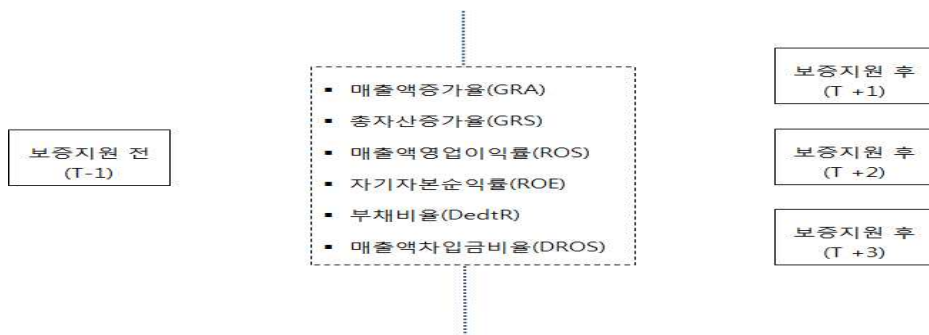 보증지원 전
(T-1)
▪ 매출액증가율(GRA)
▪ 총자산증가율(GRS)
▪ 매출액영업이익률(ROS)
▪ 자기자본순익률(ROE)
▪ 부채비율(DedtR)
▪ 매출액차입금비율(DROS)
보증지원 후
(T +1)
보증지원 후
(T +2)
보증지원 후
(T +3)